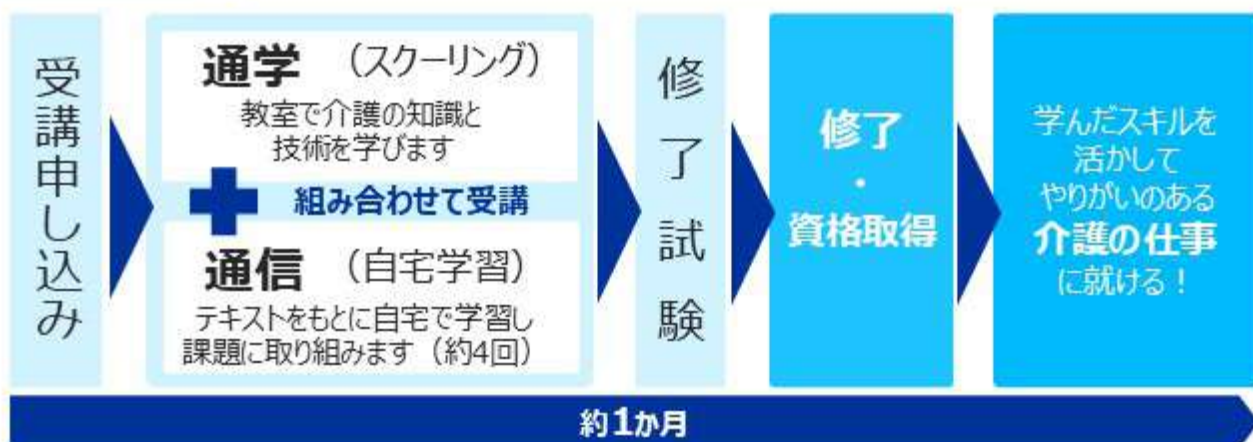 受講申し込み
通学 （スクーリング）
教室で介護の知識と
技術を学びます
組み合わせて受講
通信 （自宅学習）
テキストをもとに自宅で学習し
課題に取り組みます（約4回）
修了試験
修了
・
資格取得
学んだスキルを
活かして
やりがいのある
介護の仕事
に就ける！
約1か月